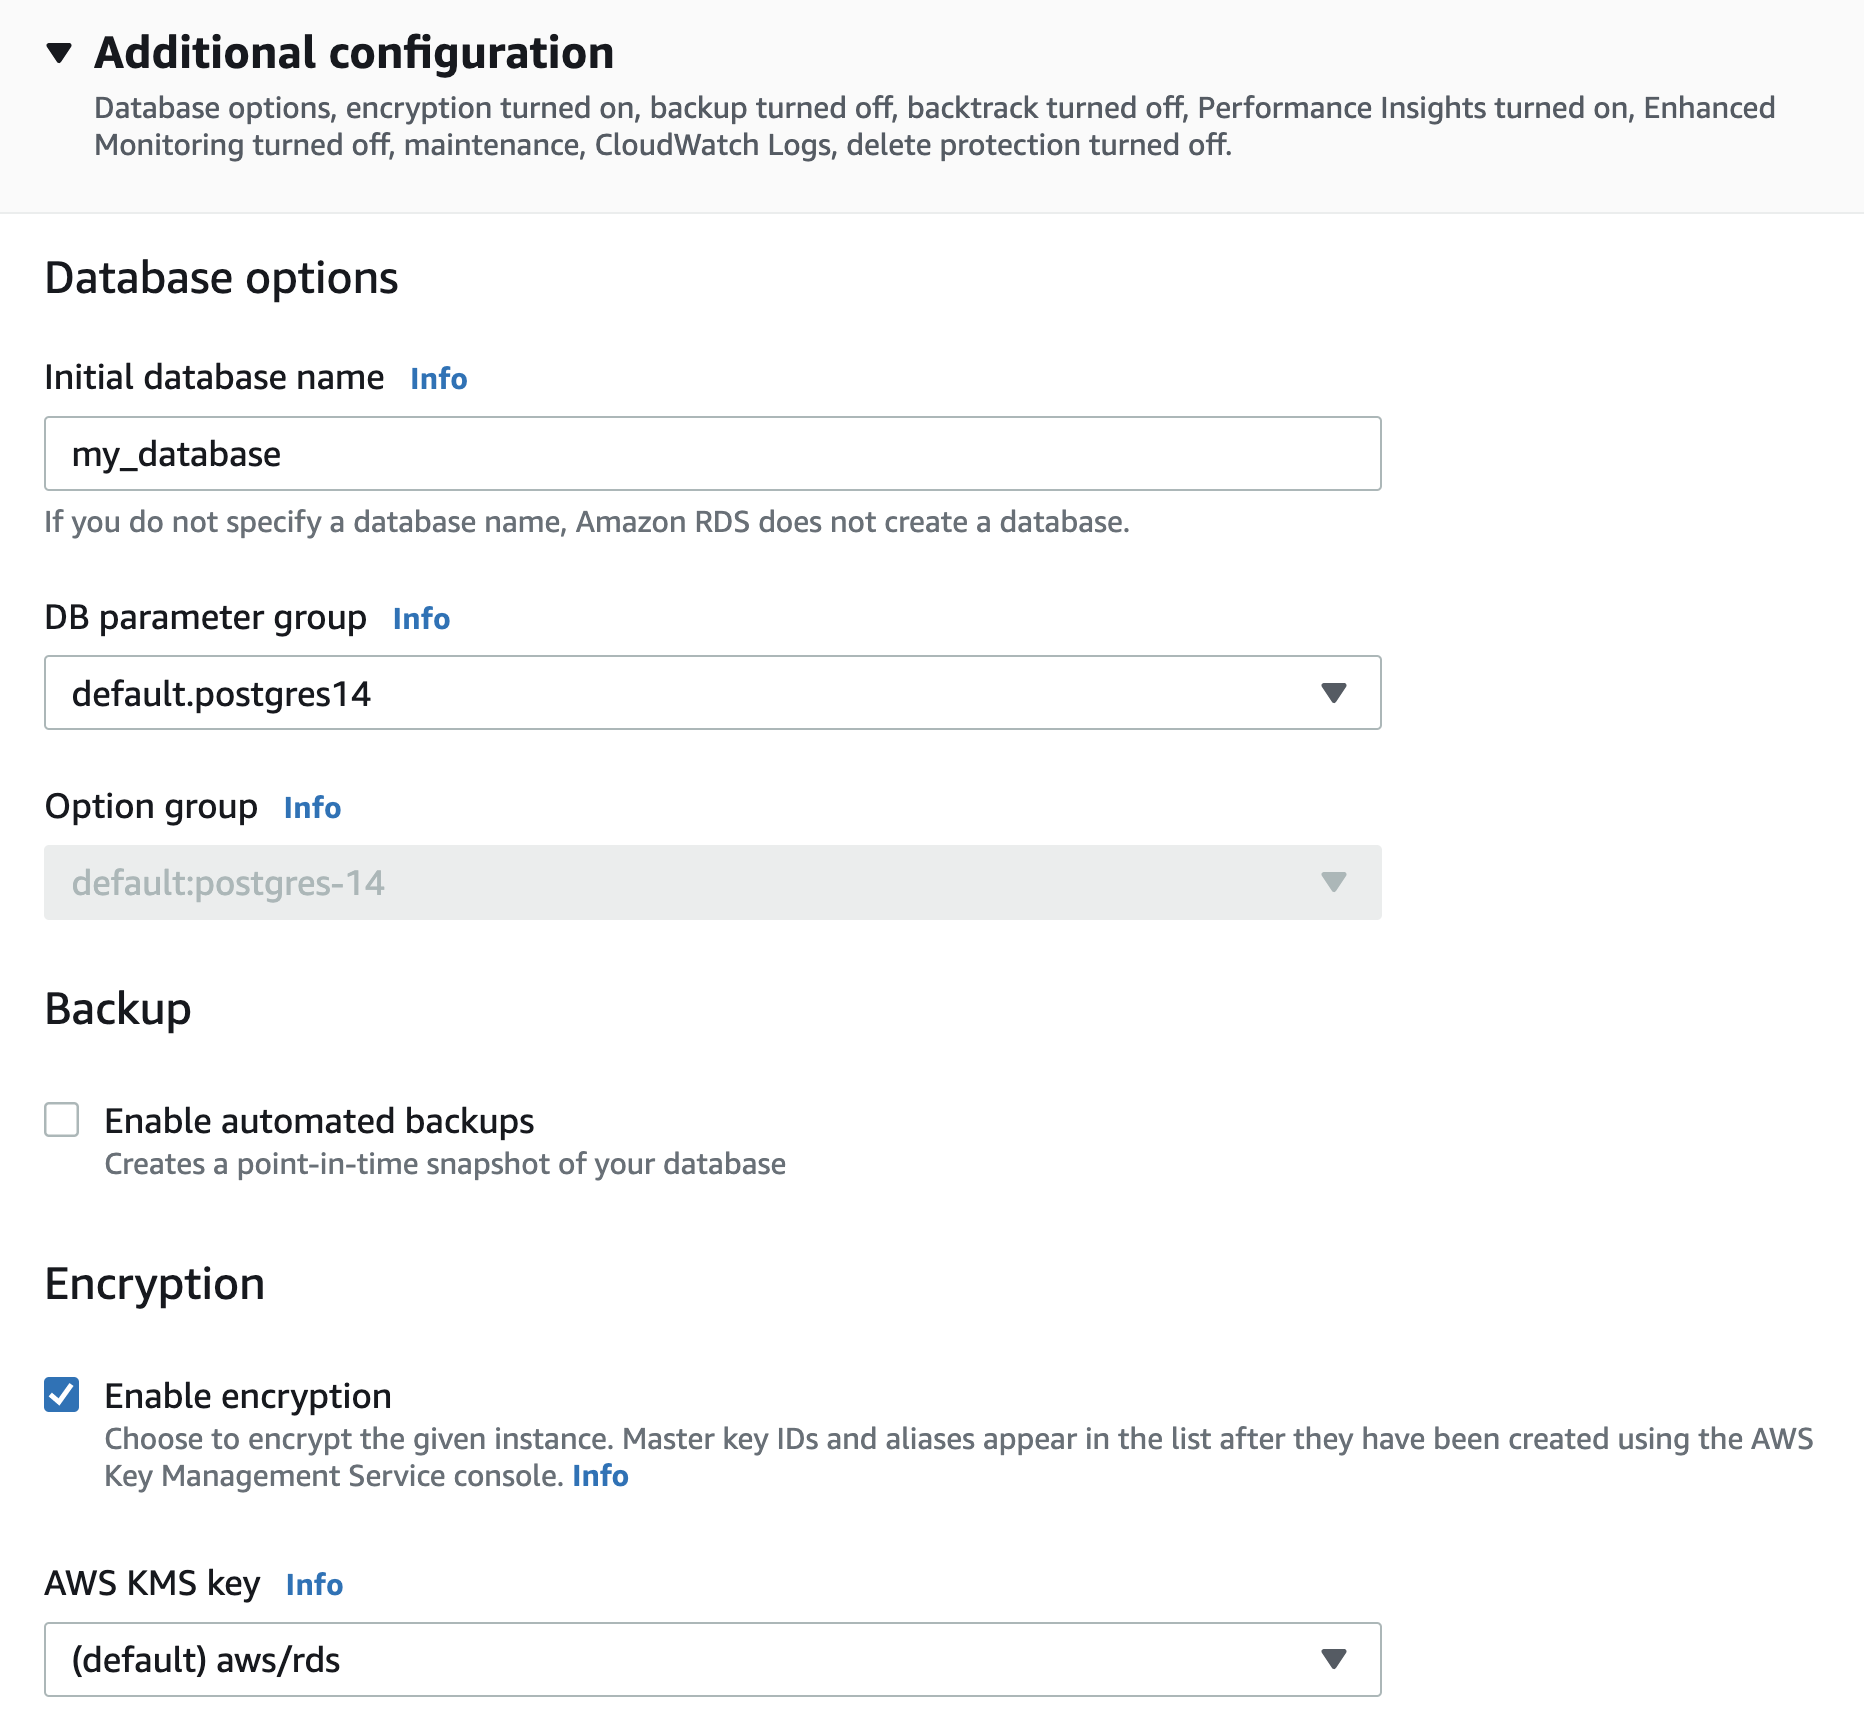 Additional configuration
Database options, encryption turned on, backup turned off, backtrack turned off, Performance Insights turned on, Enhanced
Monitoring turned off, maintenance, CloudWatch Logs, delete protection turned off.
Database options
Initial database name Info
my_database
If you do not specify a database name, Amazon RDS does not create a database.
DB parameter group Info
default.postgres14
Option group Info
default:postgres-14
Backup
Enable automated backups
Creates a point-in-time snapshot of your database
Encryption
Enable encryption
Choose to encrypt the given instance. Master key IDs and aliases appear in the list after they have been created using the AWS
Key Management Service console. Info
AWS KMS key Info
(default) aws/rds